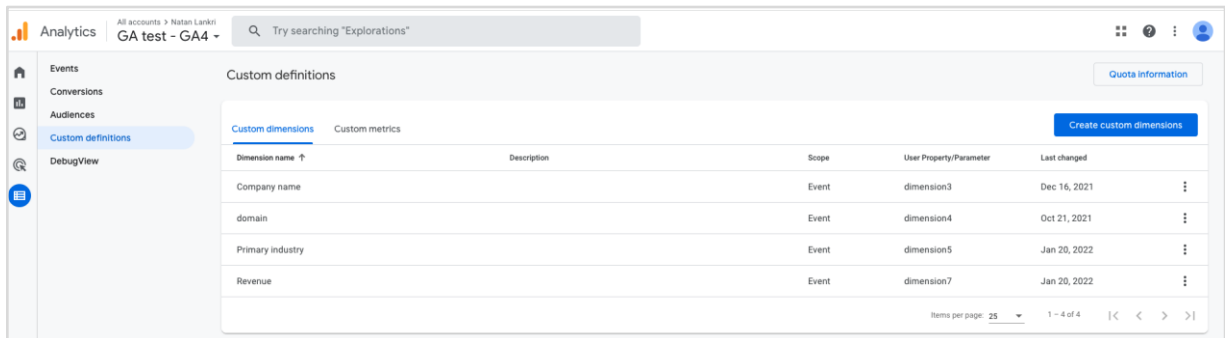 Analytics
All accounts > Natan Lankri
GA test - GA4
Try searching "Explorations"
Events
Conversions
Audiences
Custom definitions
DebugView
Custom definitions
Quota information
Custom dimensions Custom metrics
Create custom dimensions
Dimension name ↑ Description Scope User Property/Parameter Last changed
Company name Event dimension3 Dec 16, 2021
domain Event dimension4 Oct 21, 2021
Primary industry Event dimension5 Jan 20, 2022
Revenue Event dimension7 Jan 20, 2022
Items per page: 25 1 – 4 of 4